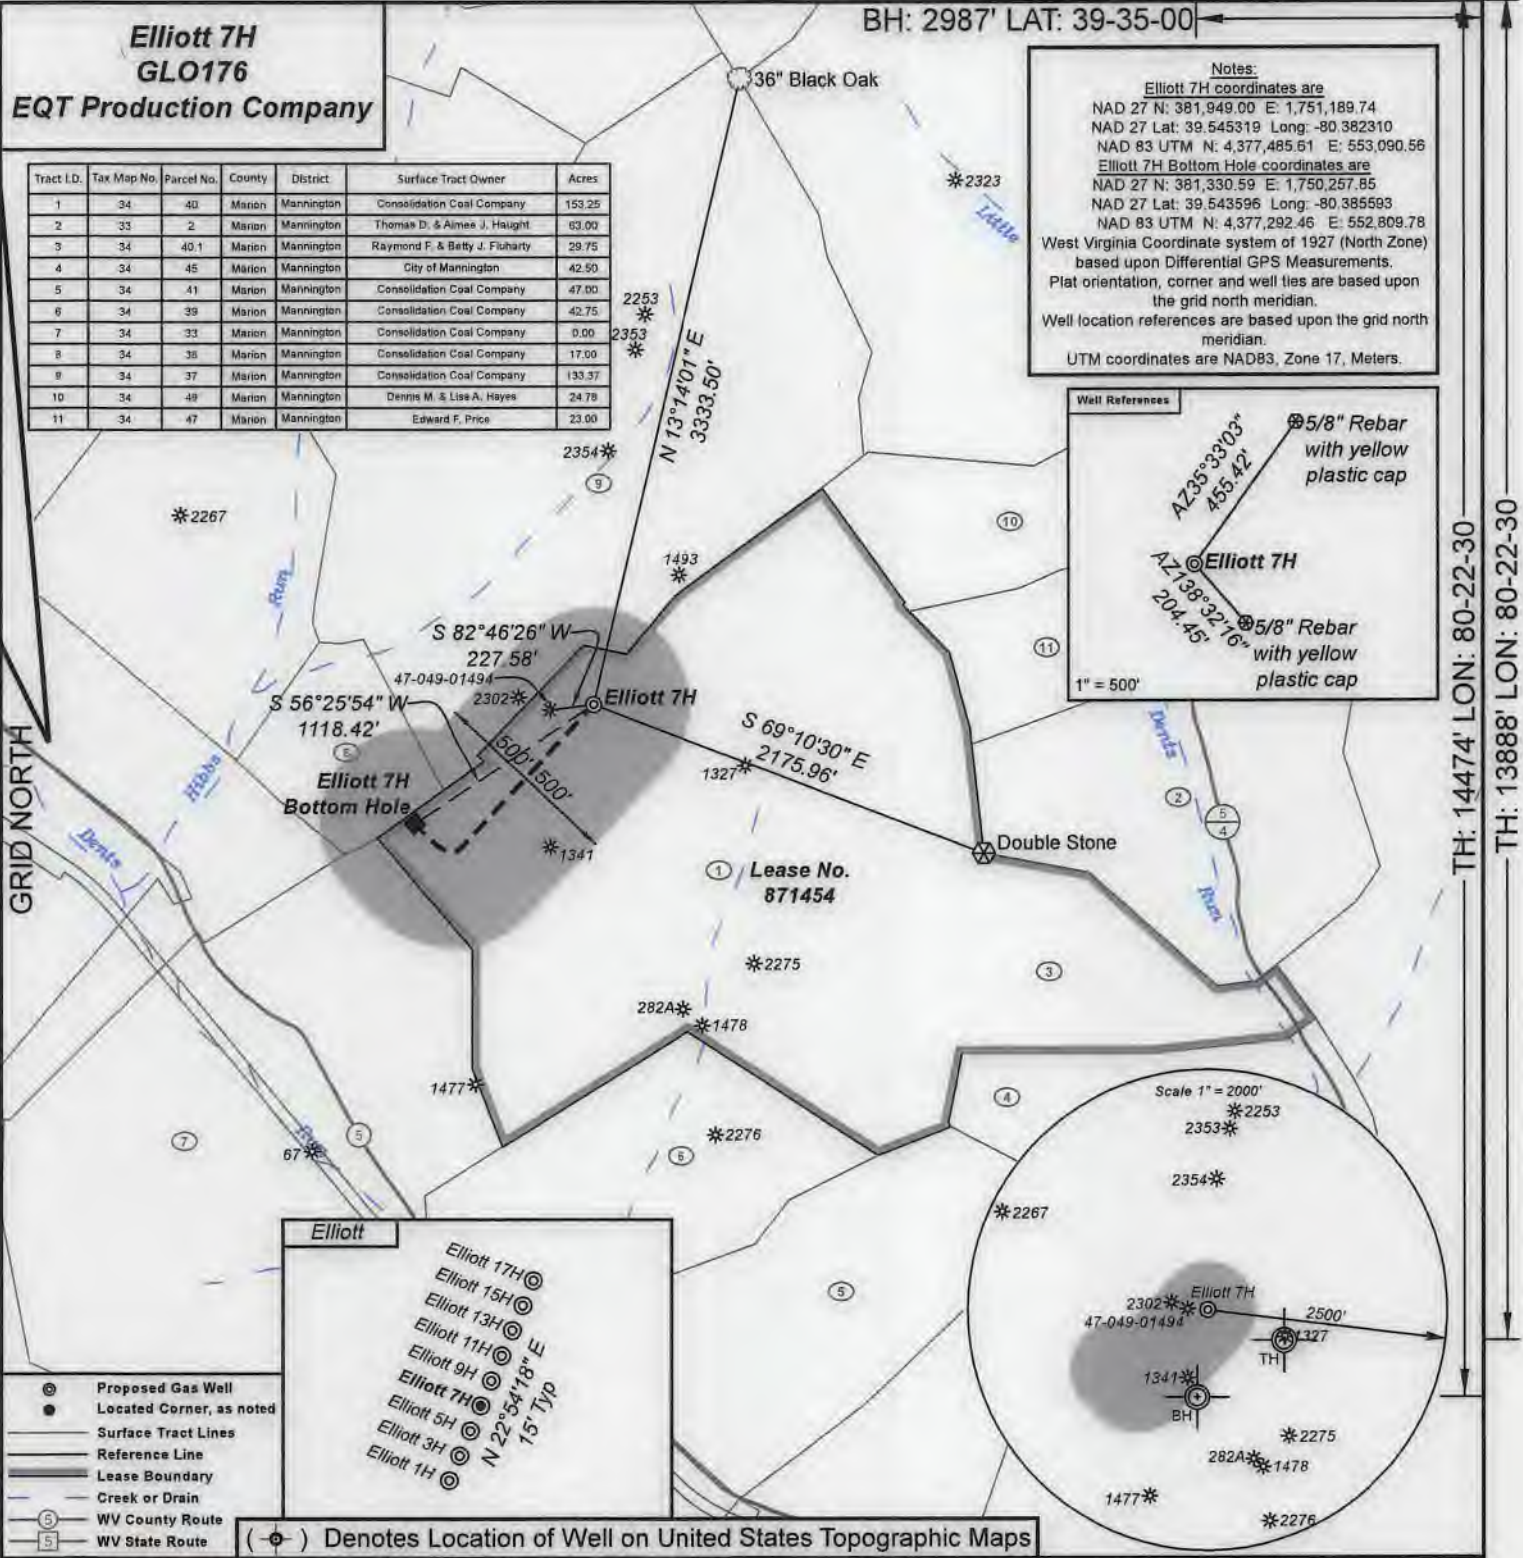 Elliott 7H
GLO176
EQT Production Company
BH: 2987' LAT: 39-35-00
TH: 14474' LON: 80-22-30
TH: 13888' LON: 80-22-30
Notes:
Elliott 7H coordinates are
NAD 27 N: 381,949.00 E: 1,751,189.74
NAD 27 Lat: 39.545319 Long: -80.382310
NAD 83 UTM N: 4,377,485.61 E: 553,090.56
Elliott 7H Bottom Hole coordinates are
NAD 27 N: 381,330.59 E: 1,750,257.85
NAD 27 Lat: 39.543596 Long: -80.385593
NAD 83 UTM N: 4,377,292.46 E: 552,809.78
West Virginia Coordinate system of 1927 (North Zone)
based upon Differential GPS Measurements.
Plat orientation, corner and well ties are based upon
the grid north meridian.
Well location references are based upon the grid north
meridian.
UTM coordinates are NAD83, Zone 17, Meters.
Tract I.D. Tax Map No. Parcel No. County District Surface Tract Owner Acres
1 34 40 Marion Mannington Consolidation Coal Company 153.25
2 33 2 Marion Mannington Thomas D. & Aimee J. Haught 63.00
3 34 40.1 Marion Mannington Raymond F. & Betty J. Fluharty 29.75
4 34 45 Marion Mannington City of Mannington 42.50
5 34 41 Marion Mannington Consolidation Coal Company 47.00
6 34 39 Marion Mannington Consolidation Coal Company 42.75
7 34 33 Marion Mannington Consolidation Coal Company 0.00
8 34 38 Marion Mannington Consolidation Coal Company 17.00
9 34 37 Marion Mannington Consolidation Coal Company 133.37
10 34 49 Marion Mannington Dennis M. & Lisa A. Hayes 24.78
11 34 47 Marion Mannington Edward F. Price 23.00
36" Black Oak
2323
Little
2253
2353
N 13°14'01" E
3333.50'
2354
9
2267
Run
1493
10
11
Well References
AZ35°33'03"
455.42'
5/8" Rebar
with yellow
plastic cap
Elliott 7H
AZ138°32'16"
204.45'
5/8" Rebar
with yellow
plastic cap
1" = 500'
S 82°46'26" W
227.58'
47-049-01494
2302
Elliott 7H
S 56°25'54" W
1118.42'
500' 500'
Elliott 7H
Bottom Hole
S 69°10'30" E
2175.96'
1327
1341
Double Stone
Dents
2
5
4
Run
GRID NORTH
Hibbs
Dents
1
Lease No.
871454
2275
3
282A
1478
1477
4
7
67
Run
5
2276
6
5
Scale 1" = 2000'
2253
2353
2354
2267
2302
Elliott 7H
47-049-01494
2500'
1327
TH
1341
BH
2275
282A
1478
1477
2276
Elliott
Elliott 17H
Elliott 15H
Elliott 13H
Elliott 11H
Elliott 9H
Elliott 7H
Elliott 5H
Elliott 3H
Elliott 1H
N 22°54'18" E
15' Typ
Proposed Gas Well
Located Corner, as noted
Surface Tract Lines
Reference Line
Lease Boundary
Creek or Drain
5 WV County Route
5 WV State Route
( ) Denotes Location of Well on United States Topographic Maps